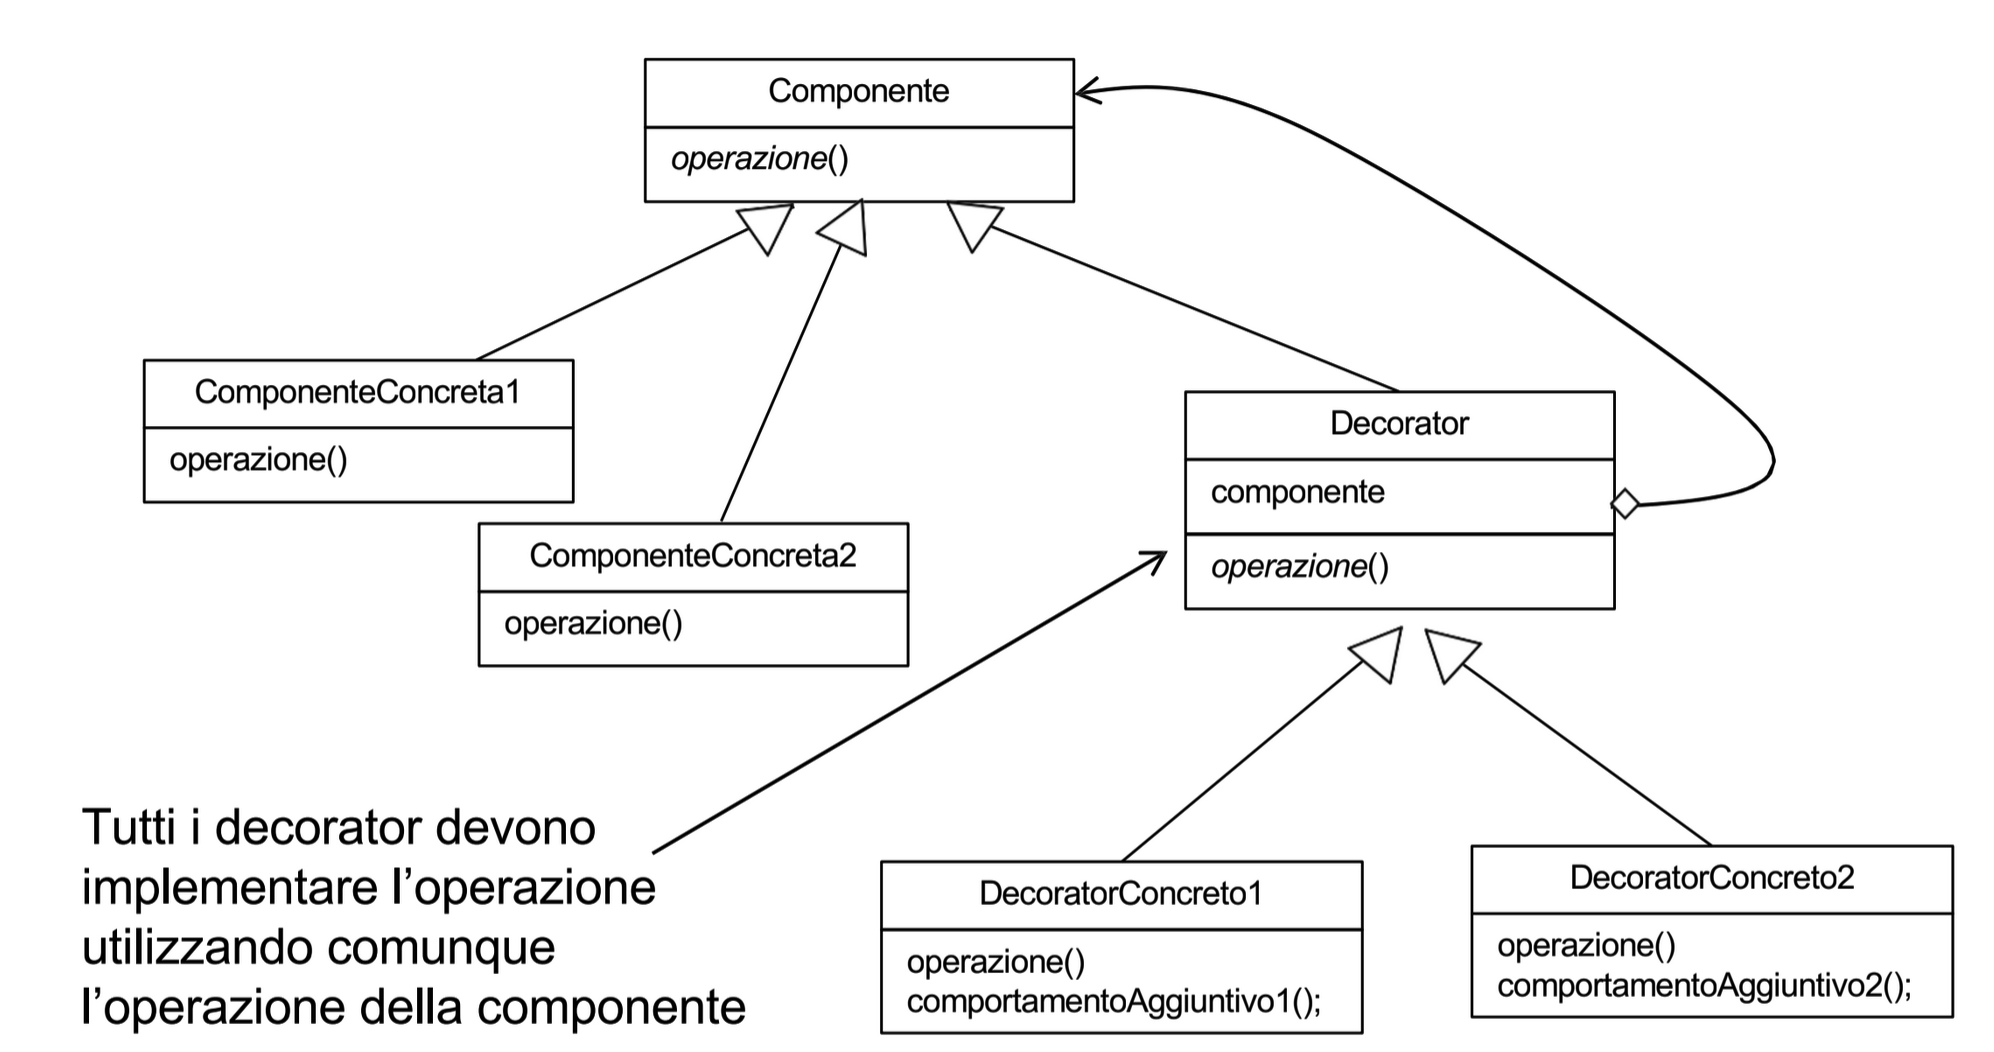 Componente
operazione()
ComponenteConcreta1
operazione()
ComponenteConcreta2
operazione()
Decorator
componente
operazione()
Tutti i decorator devono
implementare l’operazione
utilizzando comunque
l’operazione della componente
DecoratorConcreto1
operazione()
comportamentoAggiuntivo1();
DecoratorConcreto2
operazione()
comportamentoAggiuntivo2();